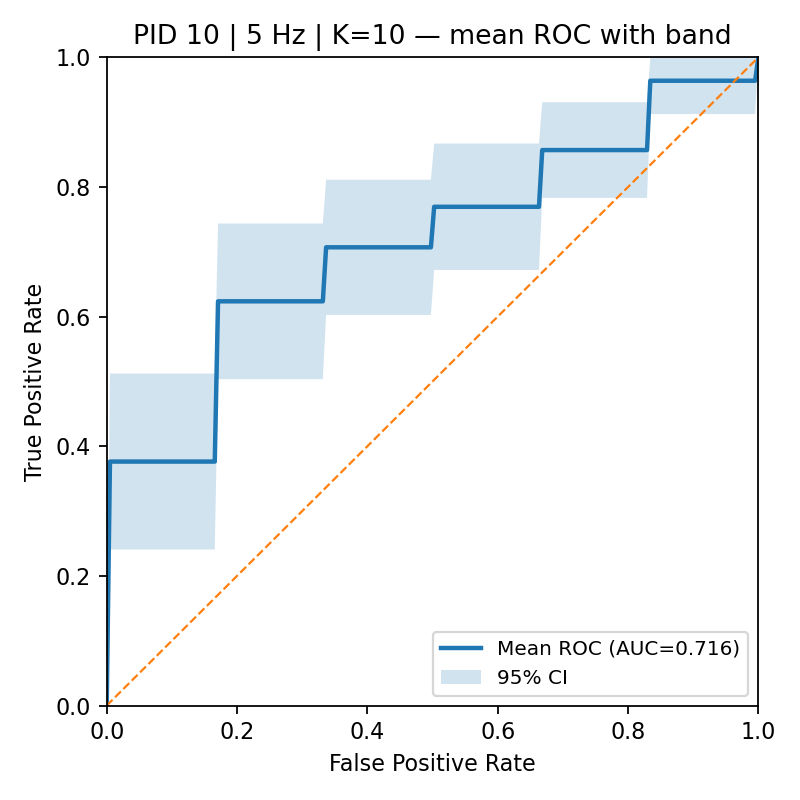 PID 10 | 5 Hz | K=10 — mean ROC with band
1.0
0.8
0.6
0.4
0.2
0.0
True Positive Rate
Mean ROC (AUC=0.716)
95% CI
0.0 0.2 0.4 0.6 0.8 1.0
False Positive Rate